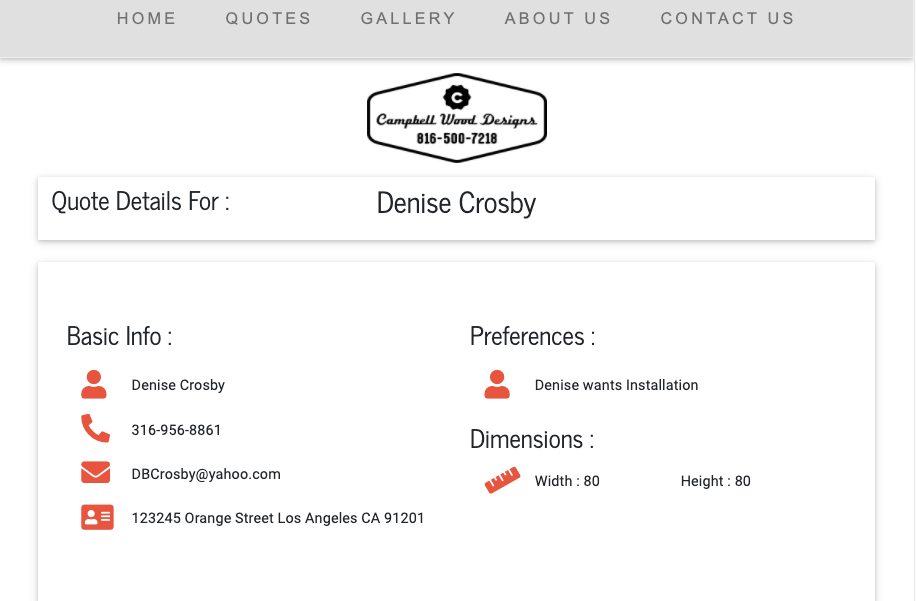 HOME QUOTES GALLERY ABOUT US CONTACT US
C
Campbell Wood Designs
816-500-7218
Quote Details For : Denise Crosby
Basic Info :
Denise Crosby
316-956-8861
DBCrosby@yahoo.com
123245 Orange Street Los Angeles CA 91201
Preferences :
Denise wants Installation
Dimensions :
Width : 80 Height : 80